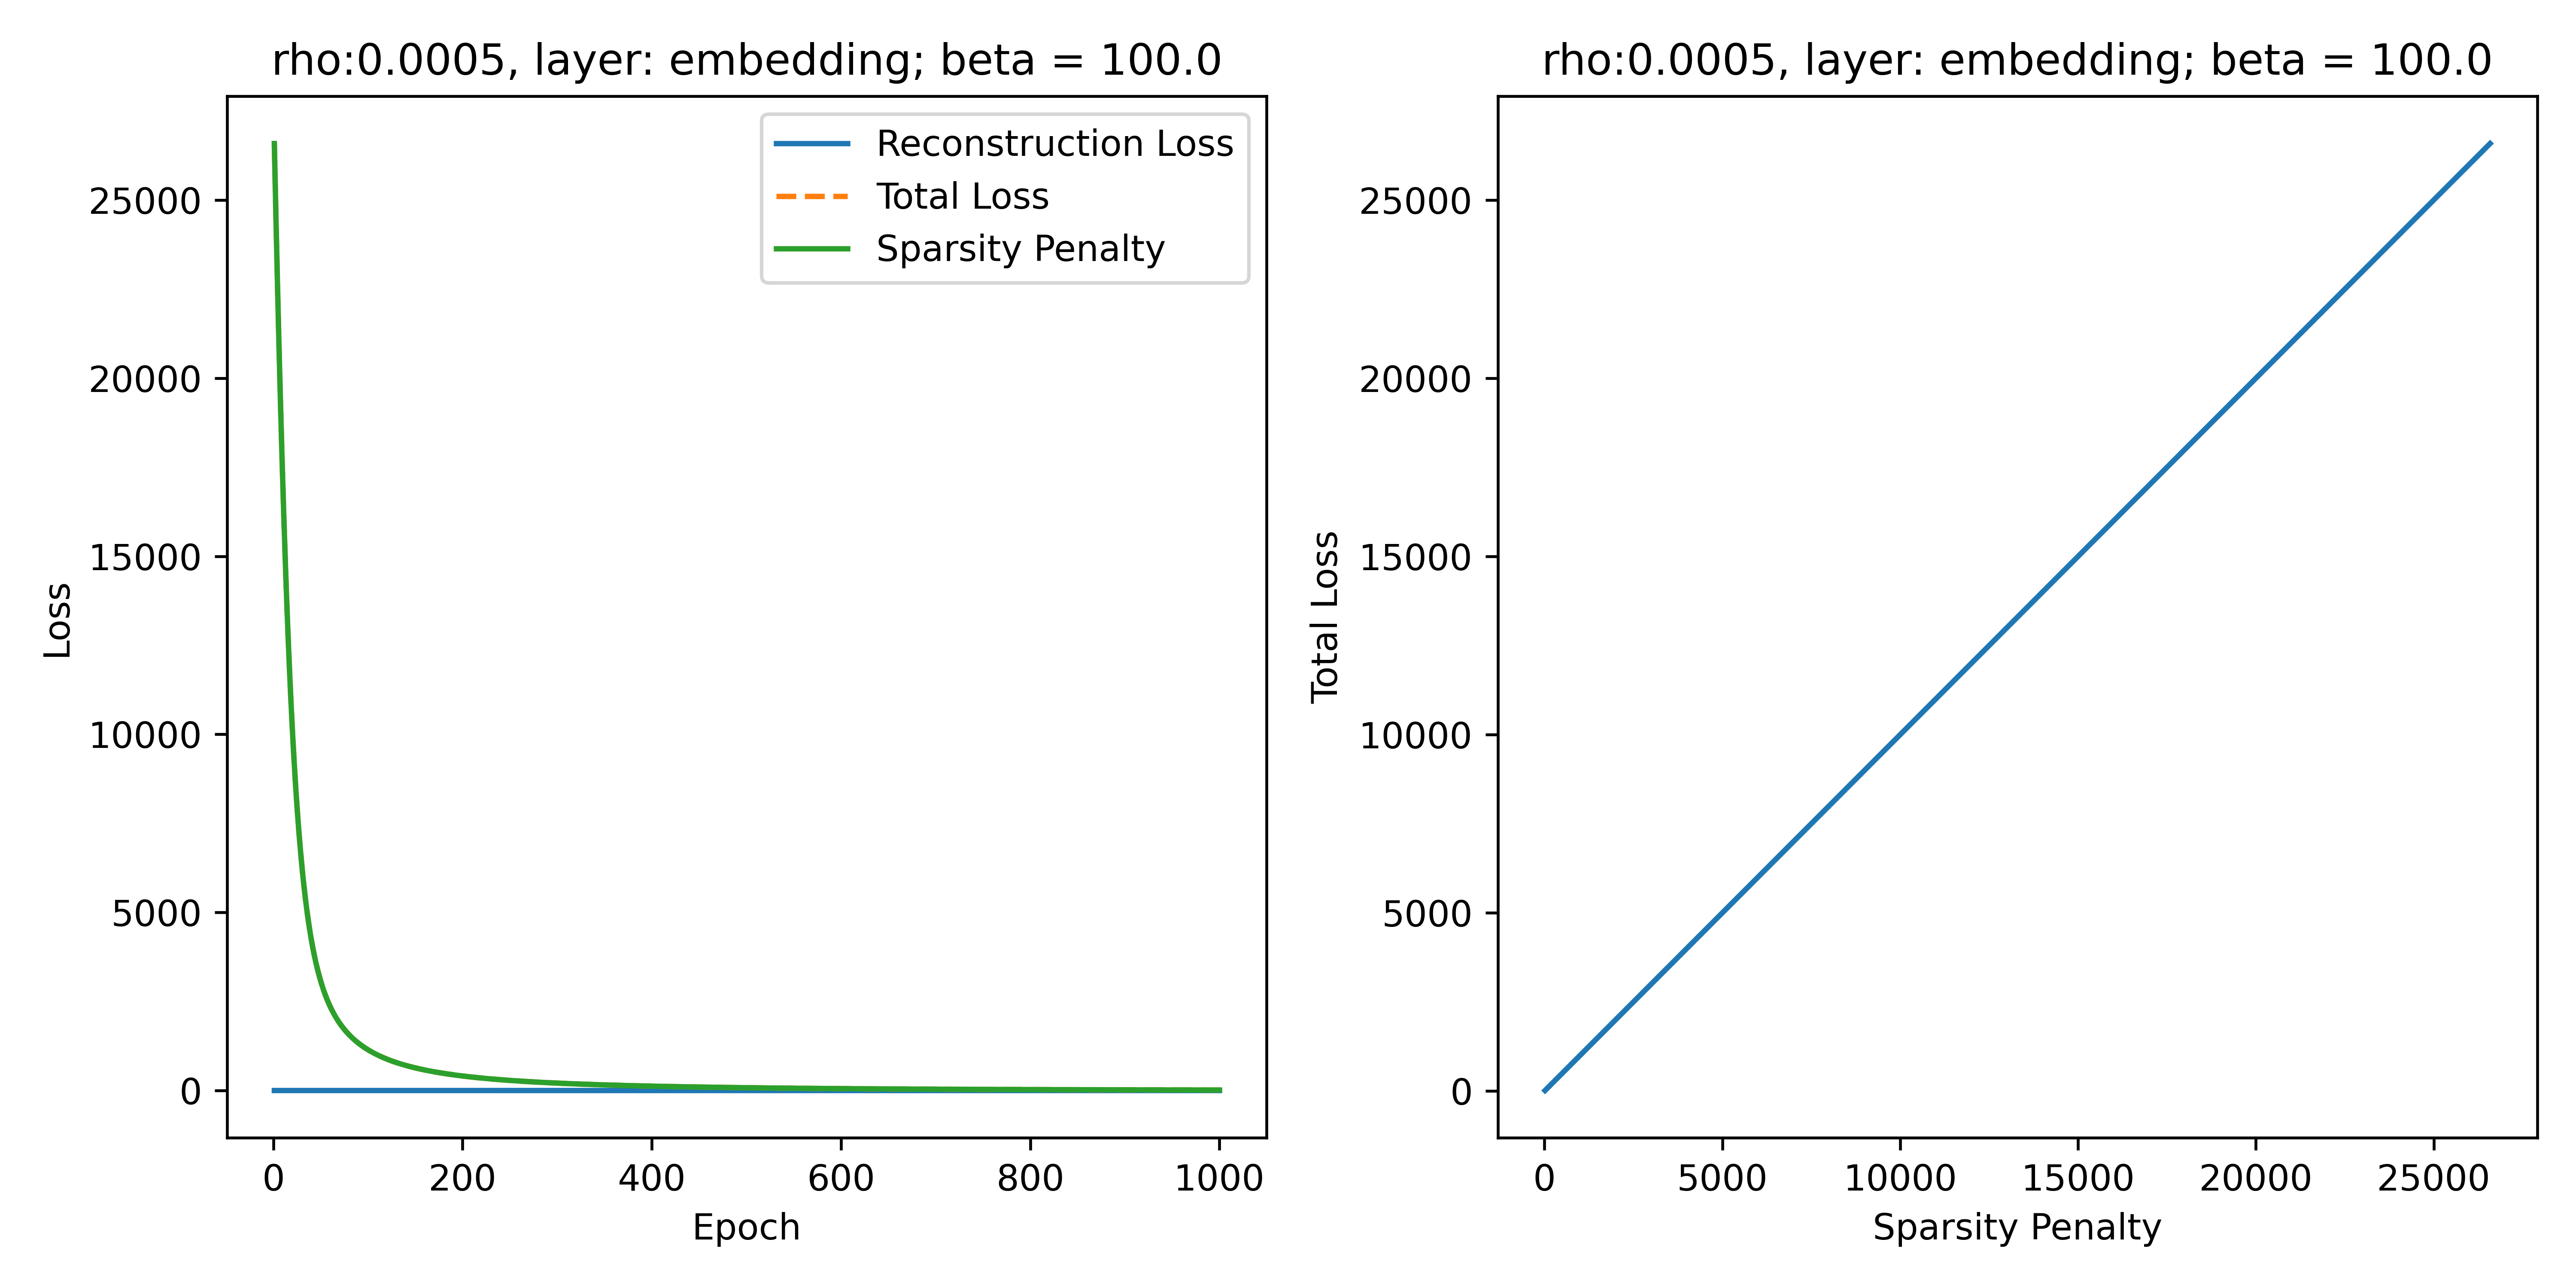 rho:0.0005, layer: embedding; beta = 100.0
Reconstruction Loss
Total Loss
Sparsity Penalty
25000
20000
15000
10000
5000
0
Loss
0 200 400 600 800 1000
Epoch
rho:0.0005, layer: embedding; beta = 100.0
25000
20000
15000
10000
5000
0
Total Loss
0 5000 10000 15000 20000 25000
Sparsity Penalty